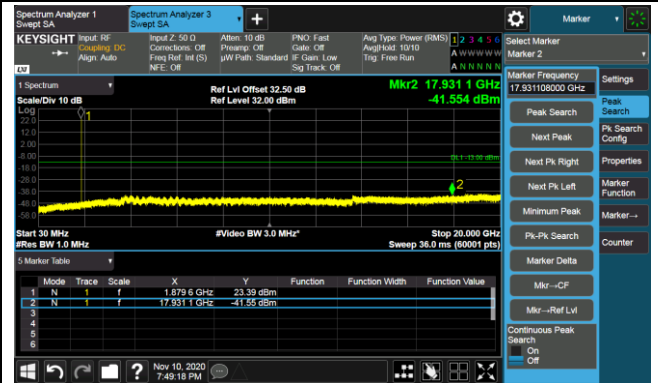 Spectrum Analyzer 1
Swept SA
Spectrum Analyzer 3
Swept SA
+
Marker
KEYSIGHT
Input: RF
Coupling: DC
Align: Auto
Input Z: 50 Ω
Corrections: Off
Freq Ref: Int (S)
NFE: Off
Atten: 10 dB
Preamp: Off
µW Path: Standard
PNO: Fast
Gate: Off
IF Gain: Low
Sig Track: Off
Avg Type: Power (RMS)
Avg|Hold: 10/10
Trig: Free Run
1 2 3 4 5 6
A W W W W W
A N N N N N
LXI
Select Marker
Marker 2
1 Spectrum
Scale/Div 10 dB
Ref Lvl Offset 32.50 dB
Ref Level 32.00 dBm
Mkr2 17.931 1 GHz
-41.554 dBm
Log
22.0
12.0
2.00
-8.00
-18.0
-28.0
-38.0
-48.0
-58.0
1
DL1 -13.00 dBm
2
Start 30 MHz
#Res BW 1.0 MHz
#Video BW 3.0 MHz*
Stop 20.000 GHz
Sweep 36.0 ms (60001 pts)
5 Marker Table
Mode Trace Scale X Y Function Function Width Function Value
1 N 1 f 1.879 6 GHz 23.39 dBm
2 N 1 f 17.931 1 GHz -41.55 dBm
3
4
5
6
Nov 10, 2020
7:49:18 PM
Marker Frequency
17.931108000 GHz
Peak Search
Next Peak
Next Pk Right
Next Pk Left
Minimum Peak
Pk-Pk Search
Marker Delta
Mkr→CF
Mkr→Ref Lvl
Continuous Peak
Search
On
Off
Settings
Peak
Search
Pk Search
Config
Properties
Marker
Function
Marker→
Counter